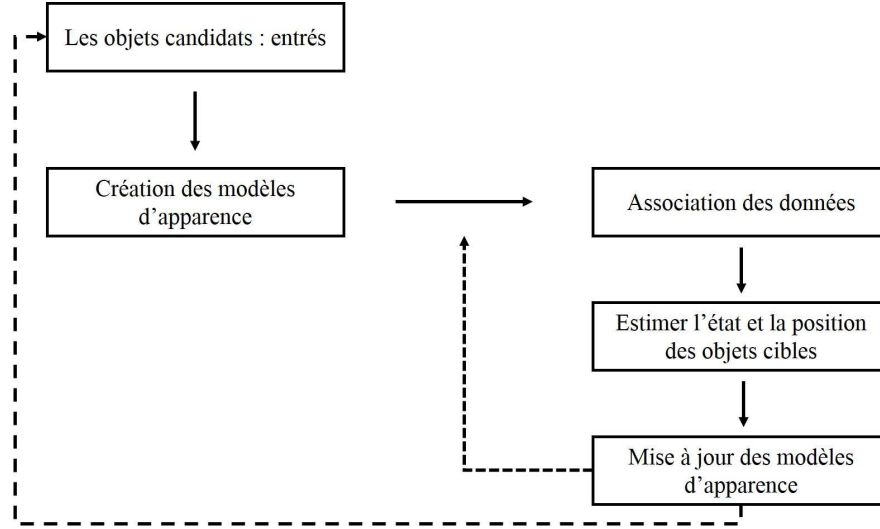 Les objets candidats : entrés
Création des modèles
d’apparence
Association des données
Estimer l’état et la position
des objets cibles
Mise à jour des modèles
d’apparence